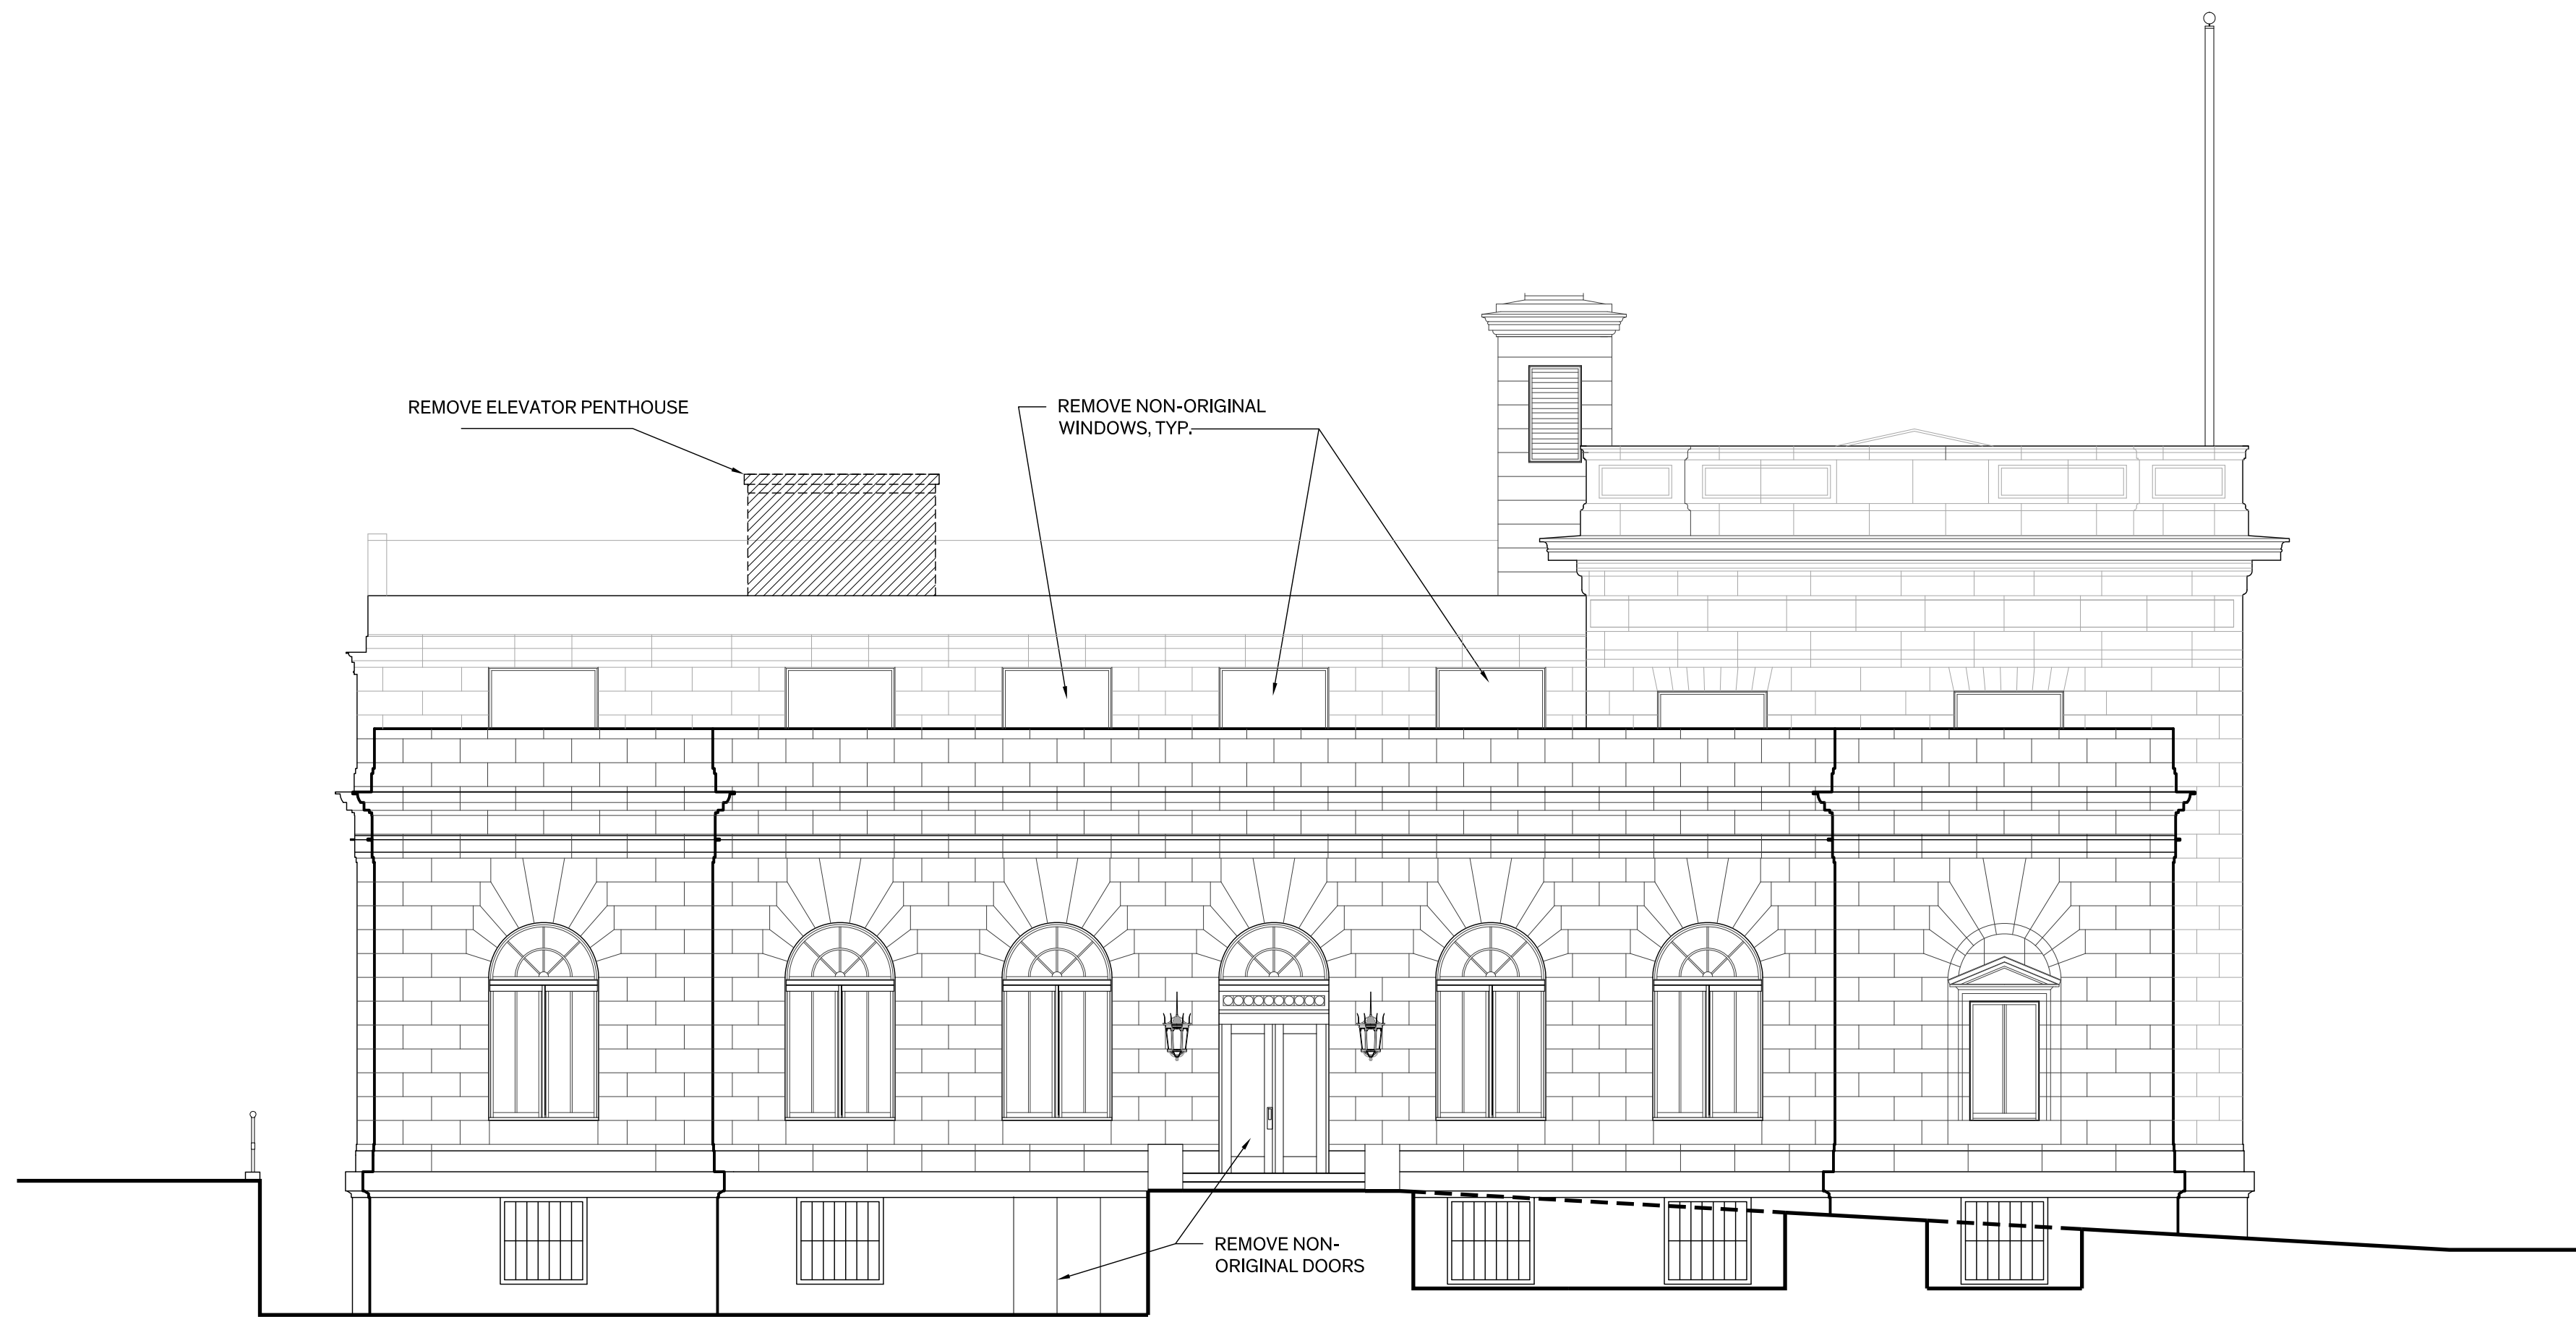 REMOVE ELEVATOR PENTHOUSE
REMOVE NON-ORIGINAL
WINDOWS, TYP.
REMOVE NON-
ORIGINAL DOORS